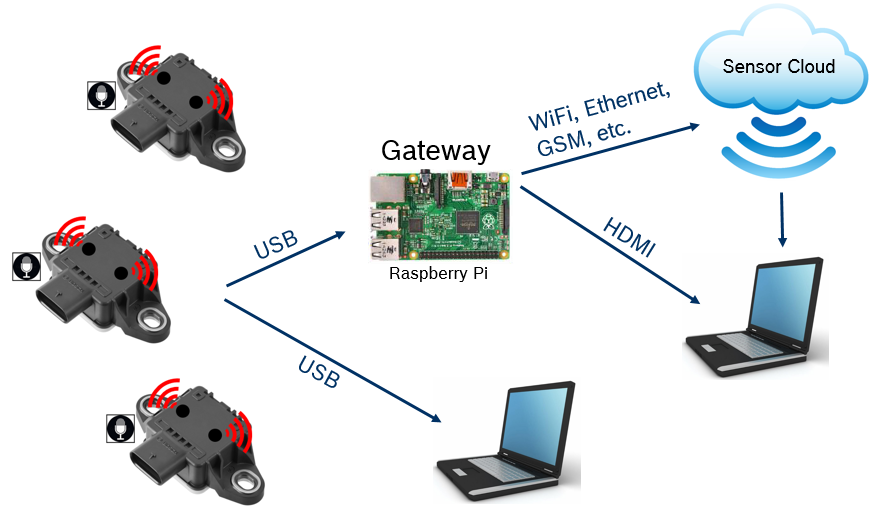 Sensor Cloud
WiFi, Ethernet,
GSM, etc.
Gateway
USB
HDMI
Raspberry Pi
USB